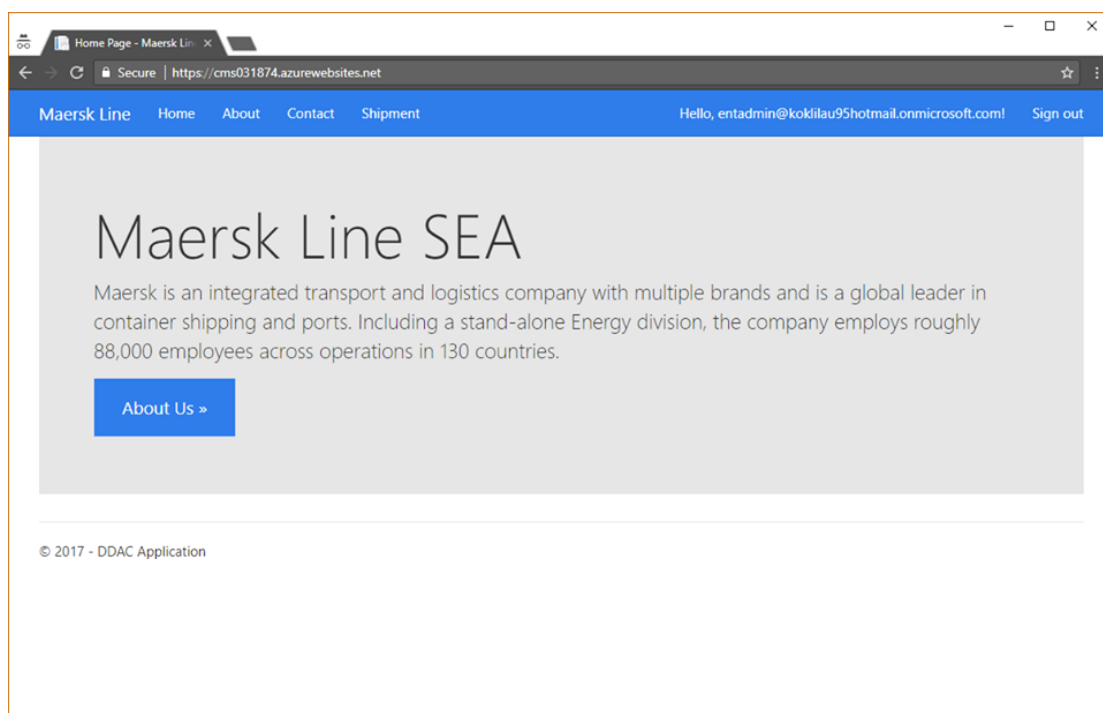 Home Page - Maersk Lin
Secure | https://cms031874.azurewebsites.net
Maersk Line Home About Contact Shipment Hello, entadmin@koklilau95hotmail.onmicrosoft.com! Sign out
Maersk Line SEA
Maersk is an integrated transport and logistics company with multiple brands and is a global leader in
container shipping and ports. Including a stand-alone Energy division, the company employs roughly
88,000 employees across operations in 130 countries.
About Us »
© 2017 - DDAC Application